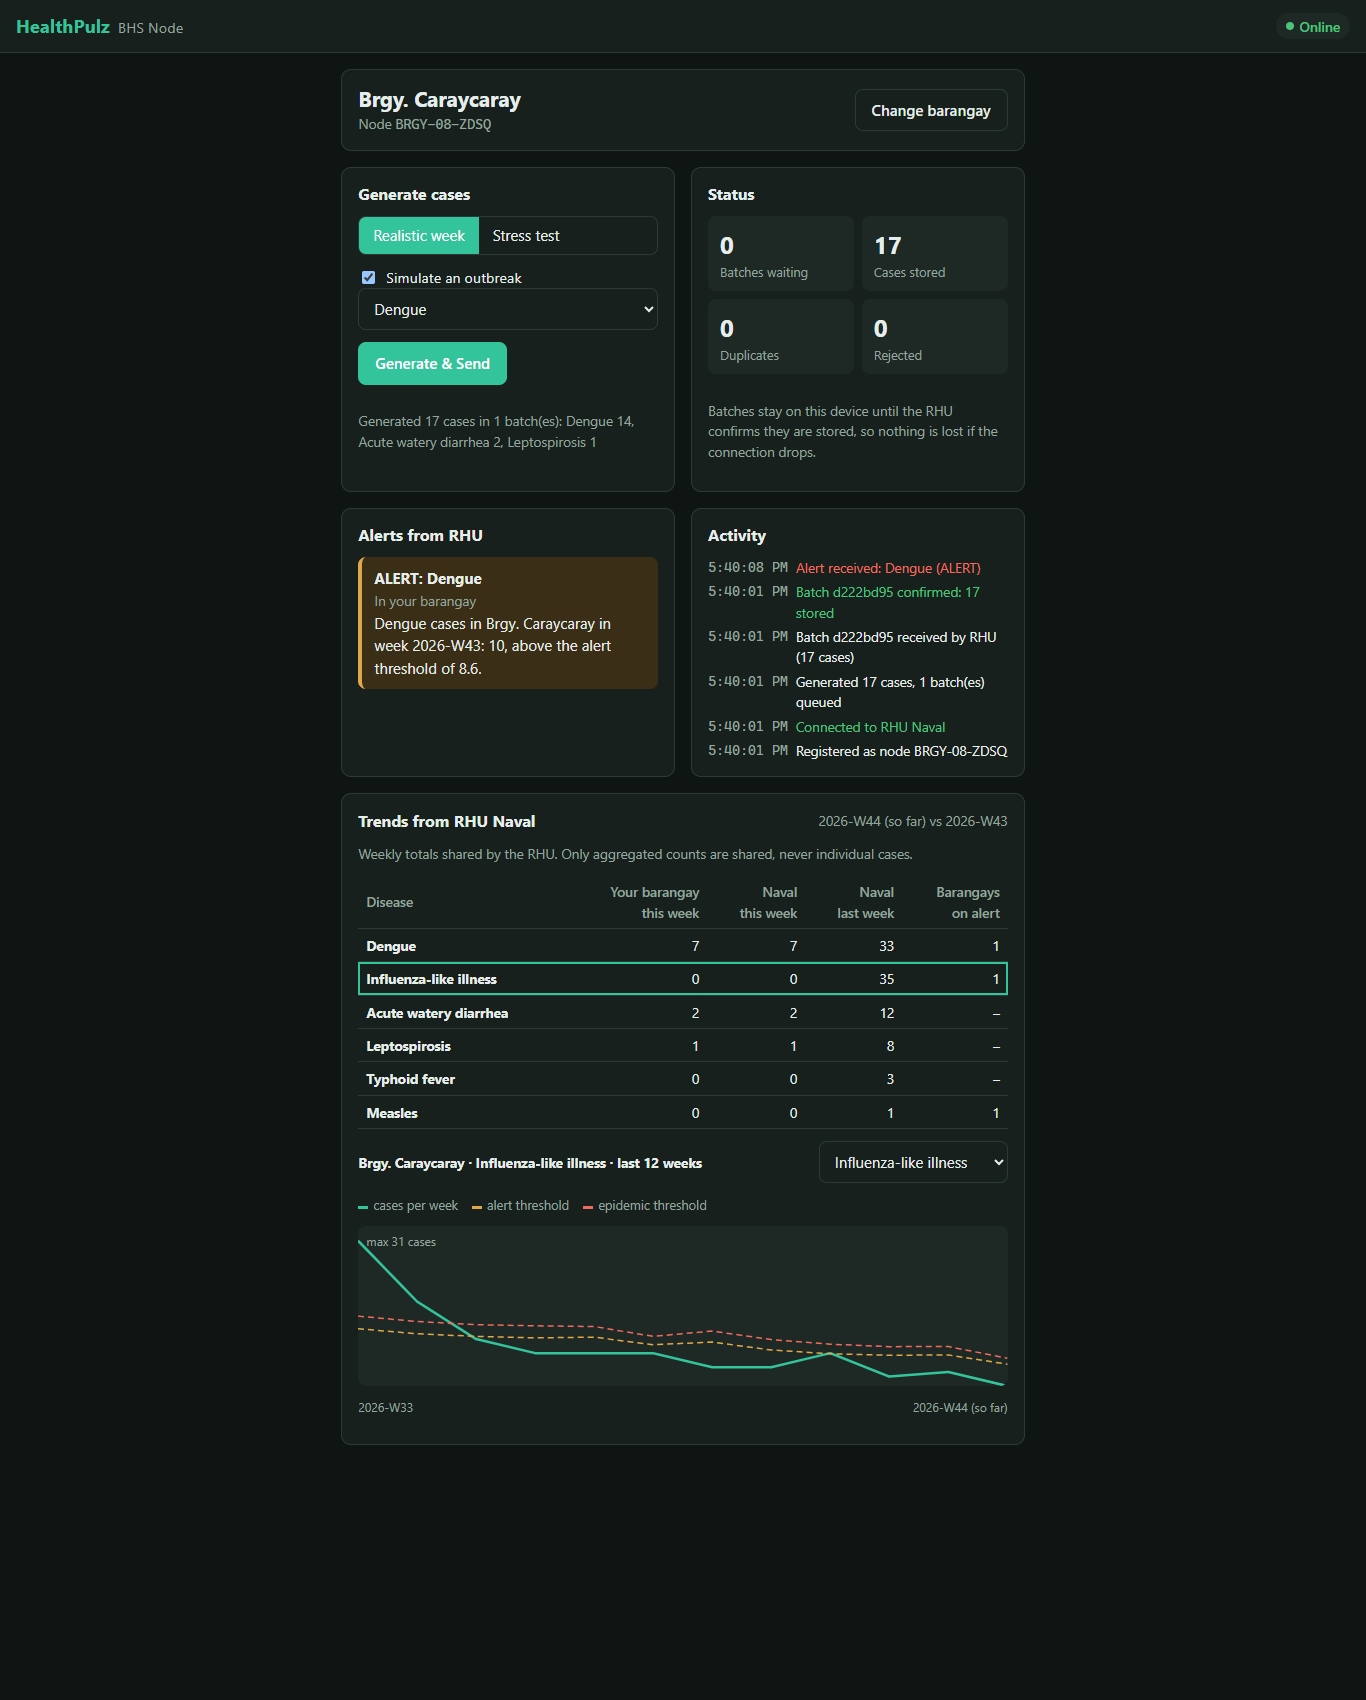 HealthPulz BHS Node
Online
Brgy. Caraycaray
Node BRGY-08-ZDSQ
Change barangay
Generate cases
Realistic week
Stress test
Simulate an outbreak
Dengue
Generate & Send
Generated 17 cases in 1 batch(es): Dengue 14,
Acute watery diarrhea 2, Leptospirosis 1
Status
0
Batches waiting
17
Cases stored
0
Duplicates
0
Rejected
Batches stay on this device until the RHU
confirms they are stored, so nothing is lost if the
connection drops.
Alerts from RHU
ALERT: Dengue
In your barangay
Dengue cases in Brgy. Caraycaray in
week 2026-W43: 10, above the alert
threshold of 8.6.
Activity
5:40:08 PM Alert received: Dengue (ALERT)
5:40:01 PM Batch d222bd95 confirmed: 17
stored
5:40:01 PM Batch d222bd95 received by RHU
(17 cases)
5:40:01 PM Generated 17 cases, 1 batch(es)
queued
5:40:01 PM Connected to RHU Naval
5:40:01 PM Registered as node BRGY-08-ZDSQ
Trends from RHU Naval
2026-W44 (so far) vs 2026-W43
Weekly totals shared by the RHU. Only aggregated counts are shared, never individual cases.
Disease
Your barangay
this week
Naval
this week
Naval
last week
Barangays
on alert
Dengue 7 7 33 1
Influenza-like illness 0 0 35 1
Acute watery diarrhea 2 2 12 –
Leptospirosis 1 1 8 –
Typhoid fever 0 0 3 –
Measles 0 0 1 1
Brgy. Caraycaray · Influenza-like illness · last 12 weeks
Influenza-like illness
cases per week
alert threshold
epidemic threshold
max 31 cases
2026-W33
2026-W44 (so far)